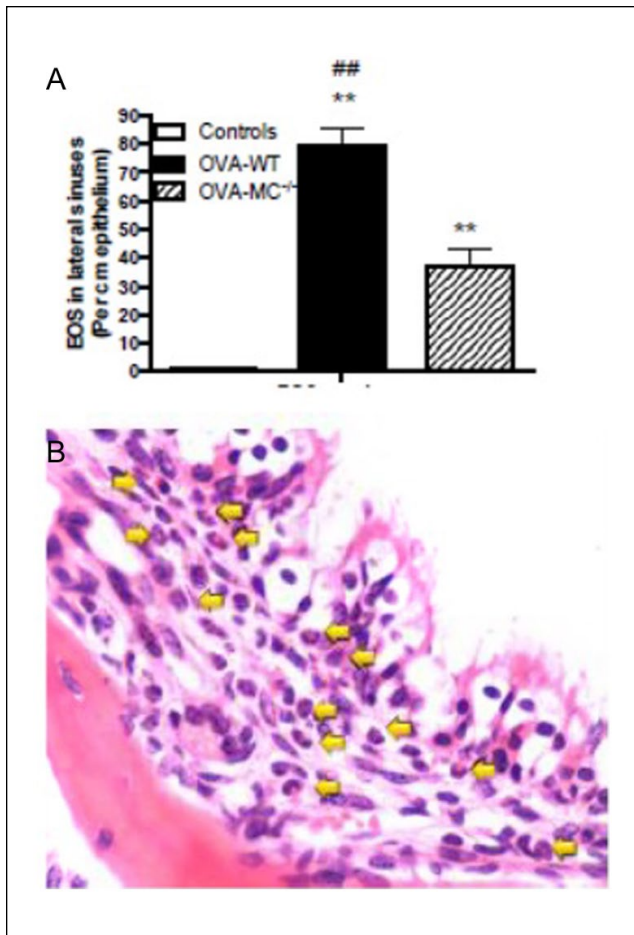 A
##
**
**
EOS in lateral sinuses
(Per cm epithelium)
90
80
70
60
50
40
30
20
10
0
Controls
OVA-WT
OVA-MC-/-
B